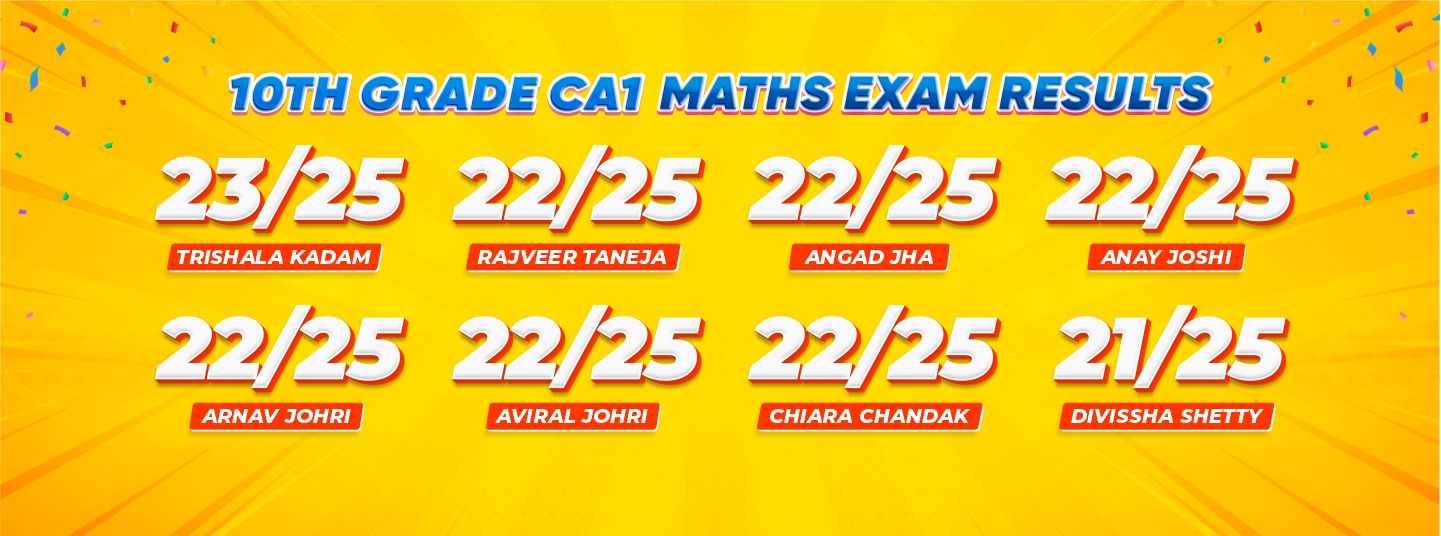 10TH GRADE CA1 MATHS EXAM RESULTS
23/25 22/25 22/25 22/25
TRISHALA KADAM RAJVEER TANEJA ANGAD JHA ANAY JOSHI
22/25 22/25 22/25 21/25
ARNAV JOHRI AVIRAL JOHRI CHIARA CHANDAK DIVISSHA SHETTY